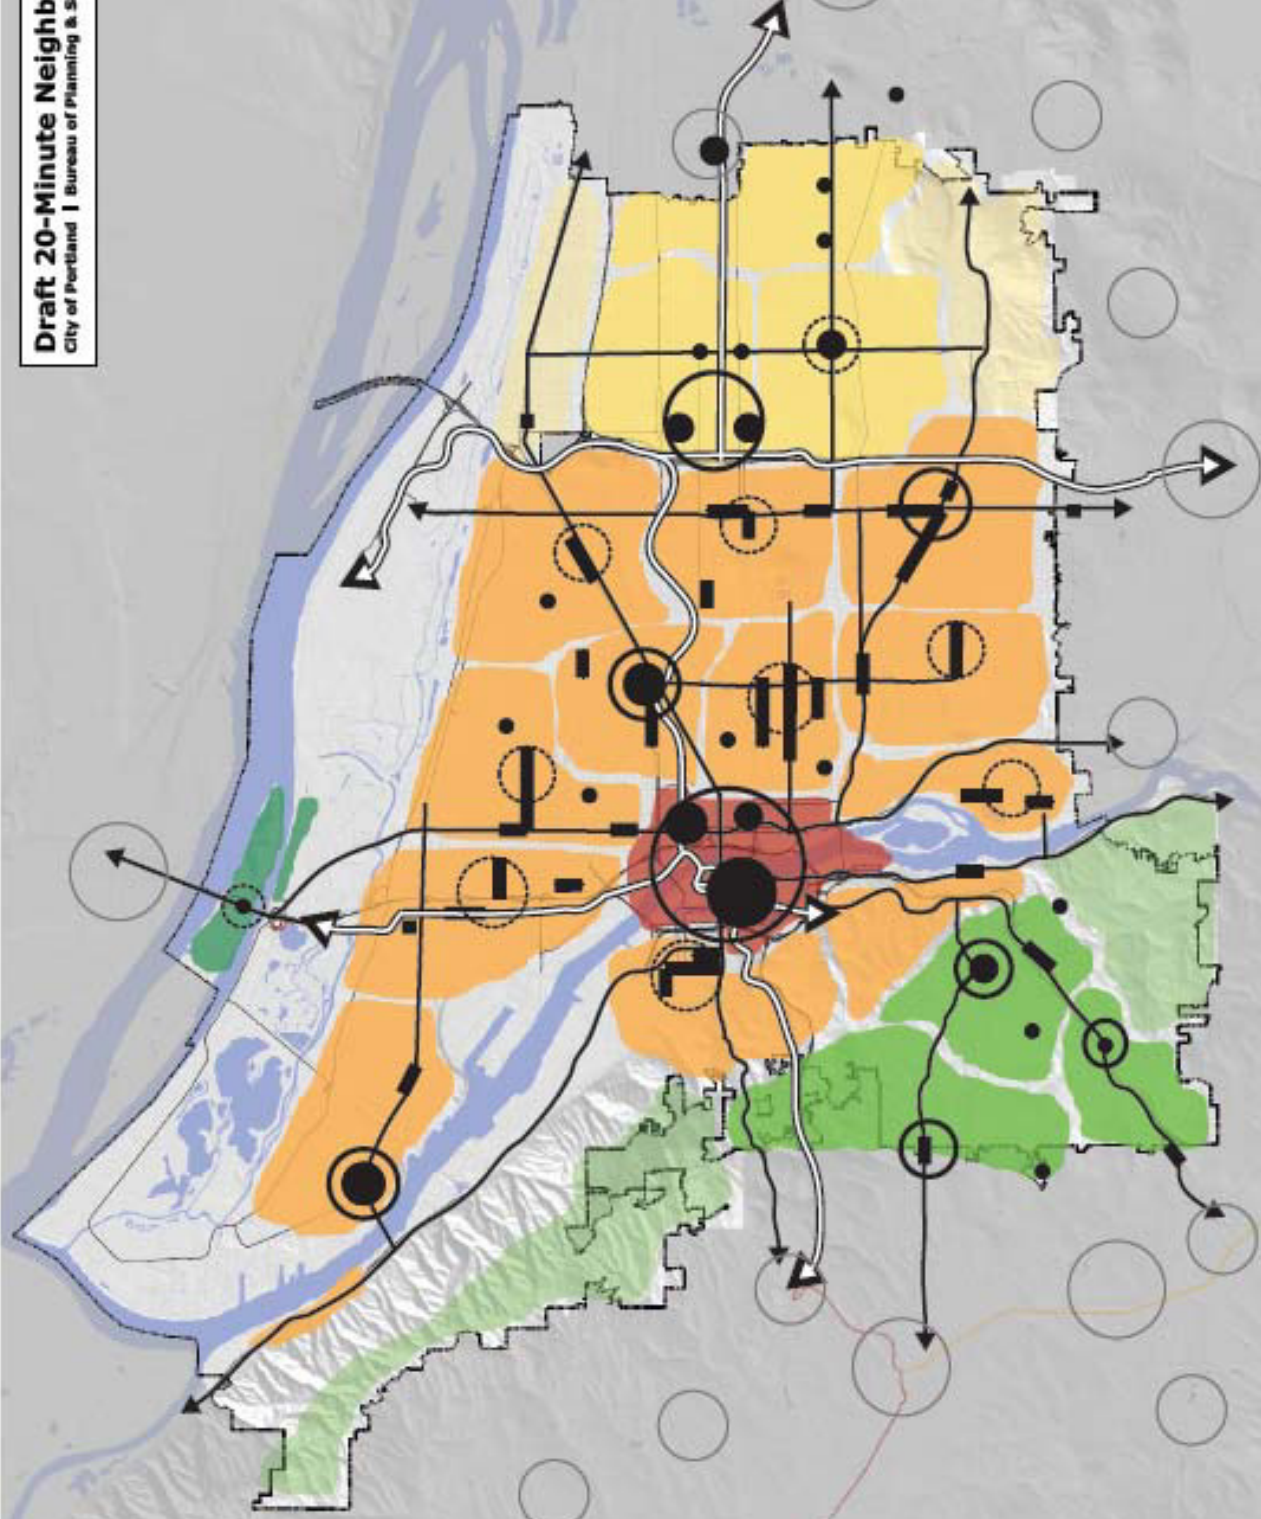 Draft 20-Minute Neighb
City of Portland | Bureau of Planning & S